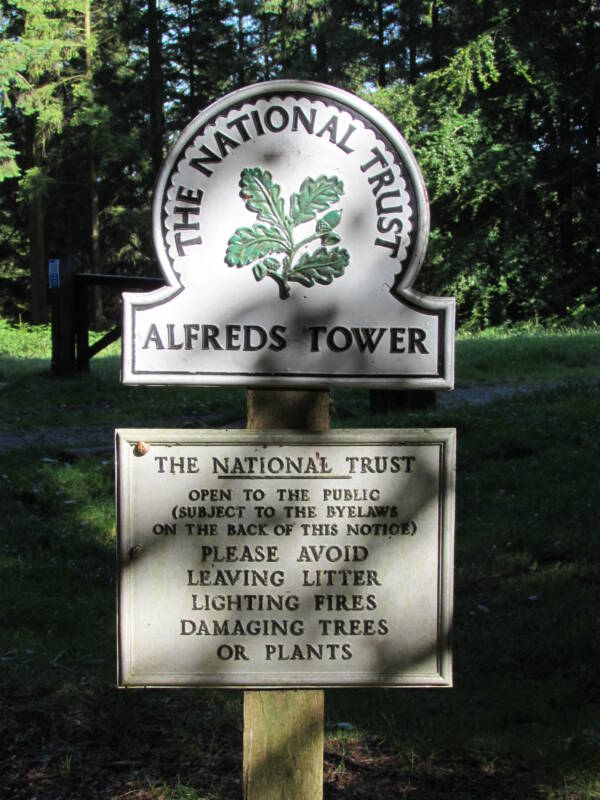 THE NATIONAL TRUST
ALFREDS TOWER
THE NATIONAL TRUST
OPEN TO THE PUBLIC
(SUBJECT TO THE BYELAWS
ON THE BACK OF THIS NOTICE)
PLEASE AVOID
LEAVING LITTER
LIGHTING FIRES
DAMAGING TREES
OR PLANTS